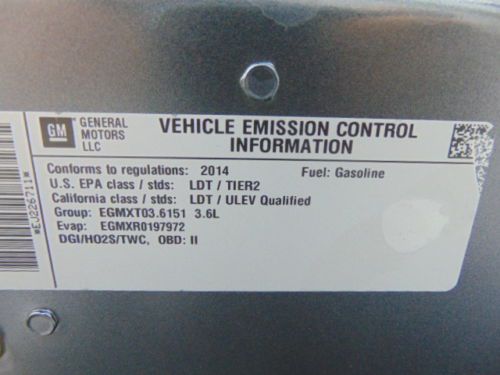 GM
GENERAL
MOTORS
LLC
VEHICLE EMISSION CONTROL
INFORMATION
Conforms to regulations: 2014 Fuel: Gasoline
U.S. EPA class / stds: LDT / TIER2
California class / stds: LDT / ULEV Qualified
Group: EGMXT03.6151 3.6L
Evap: EGMXR0197972
DGI/HO2S/TWC, OBD: II
*EJ226711*